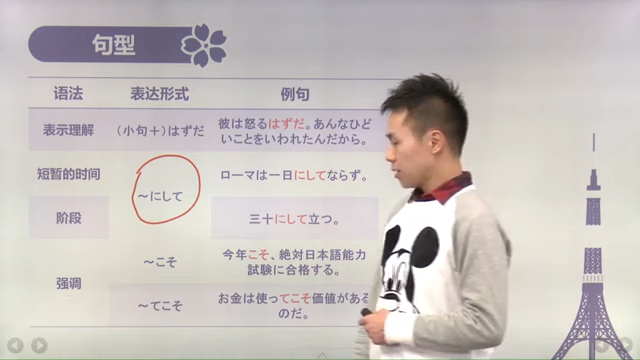 句型
语法 表达形式 例句
表示理解 （小句＋）はずだ 彼は怒るはずだ。あんなひど
いことをいわれたんだから。
短暂的时间 ～にして ローマは一日にしてならず。
阶段 三十にして立つ。
强调 ～こそ 今年こそ、絶対日本語能力
試験に合格する。
～てこそ お金は使ってこそ価値がある
のだ。